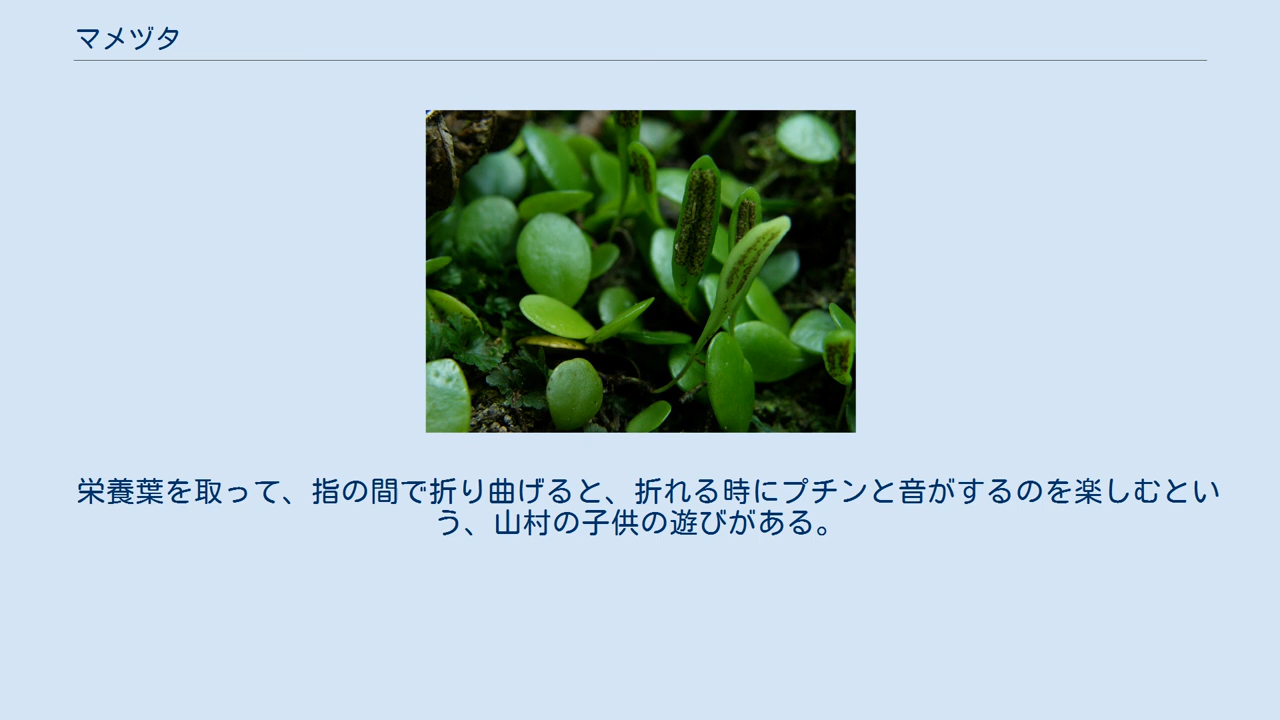 マメヅタ
栄養葉を取って、指の間で折り曲げると、折れる時にプチンと音がするのを楽しむとい
う、山村の子供の遊びがある。